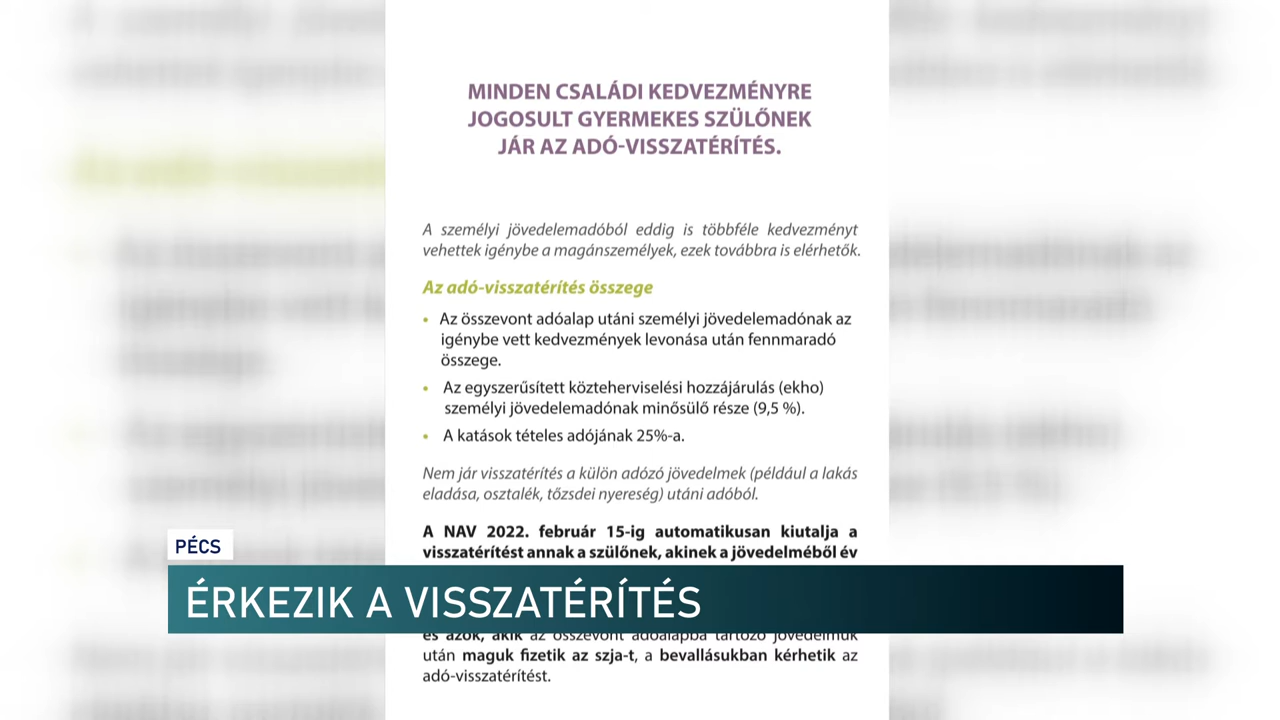 MINDEN CSALÁDI KEDVEZMÉNYRE
JOGOSULT GYERMEKES SZÜLŐNEK
JÁR AZ ADÓ-VISSZATÉRÍTÉS.
A személyi jövedelemadóból eddig is többféle kedvezményt
vehettek igénybe a magánszemélyek, ezek továbbra is elérhetők.
Az adó-visszatérítés összege
• Az összevont adóalap utáni személyi jövedelemadónak az
igénybe vett kedvezmények levonása után fennmaradó
összege.
• Az egyszerűsített közteherviselési hozzájárulás (ekho)
személyi jövedelemadónak minősülő része (9,5 %).
• A katások tételes adójának 25%-a.
Nem jár visszatérítés a külön adózó jövedelmek (például a lakás
eladása, osztalék, tőzsdei nyereség) utáni adóból.
A NAV 2022. február 15-ig automatikusan kiutalja a
visszatérítést annak a szülőnek, akinek a jövedelméből év
PÉCS
ÉRKEZIK A VISSZATÉRÍTÉS
és azok, akik az összevont adóalapba tartozó jövedelmük
után maguk fizetik az szja-t, a bevallásukban kérhetik az
adó-visszatérítést.